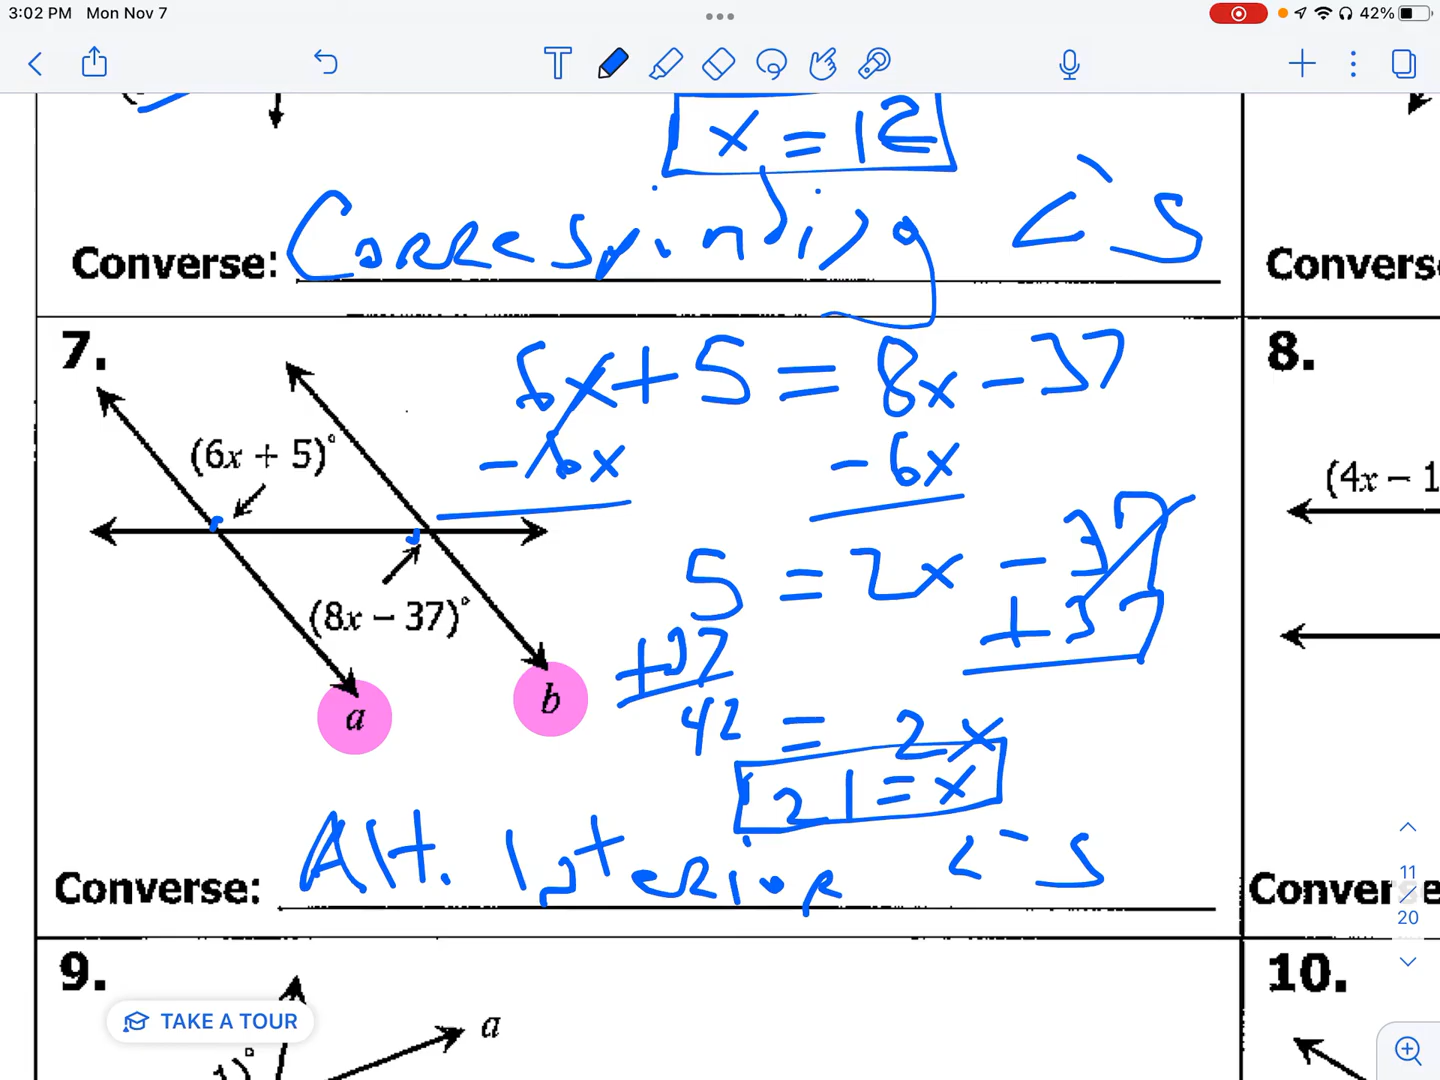 3:02 PM Mon Nov 7
42%
x = 12
Converse: Corresponding ∠'s
Convers
7.
6x + 5 = 8x - 37
- 6x - 6x
(6x + 5)°
5 = 2x - 37
+37 +37
(8x - 37)°
42 = 2x
21 = x
a
b
Converse: Alt. Interior ∠'s
8.
(4x - 1
Converse
11
20
9.
a
10.
TAKE A TOUR